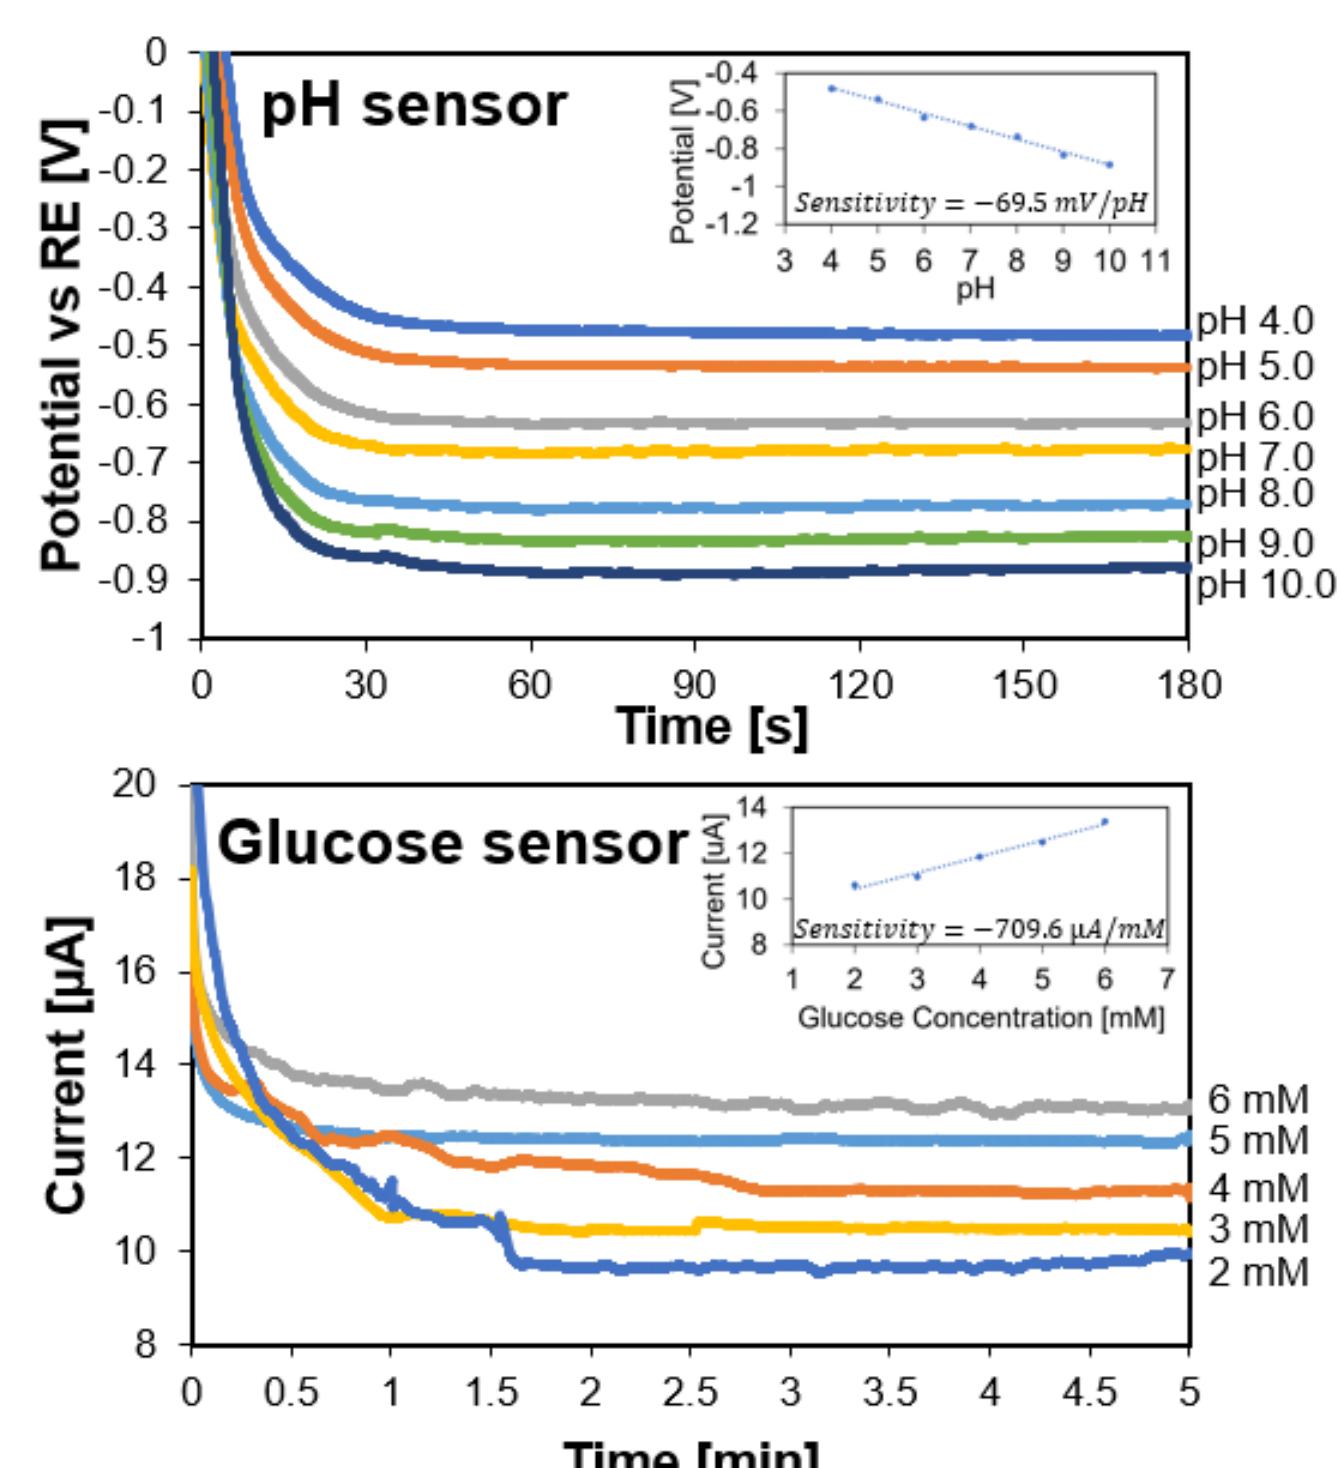 pH sensor
Potential vs RE [V]
0
-0.1
-0.2
-0.3
-0.4
-0.5
-0.6
-0.7
-0.8
-0.9
-1
0 30 60 90 120 150 180
Time [s]
Potential [V]
-0.4
-0.6
-0.8
-1
-1.2
Sensitivity = −69.5 mV/pH
3 4 5 6 7 8 9 10 11
pH
pH 4.0
pH 5.0
pH 6.0
pH 7.0
pH 8.0
pH 9.0
pH 10.0
Glucose sensor
Current [µA]
20
18
16
14
12
10
8
0 0.5 1 1.5 2 2.5 3 3.5 4 4.5 5
Time [min]
Current [uA]
14
12
10
8
Sensitivity = −709.6 µA/mM
1 2 3 4 5 6 7
Glucose Concentration [mM]
6 mM
5 mM
4 mM
3 mM
2 mM